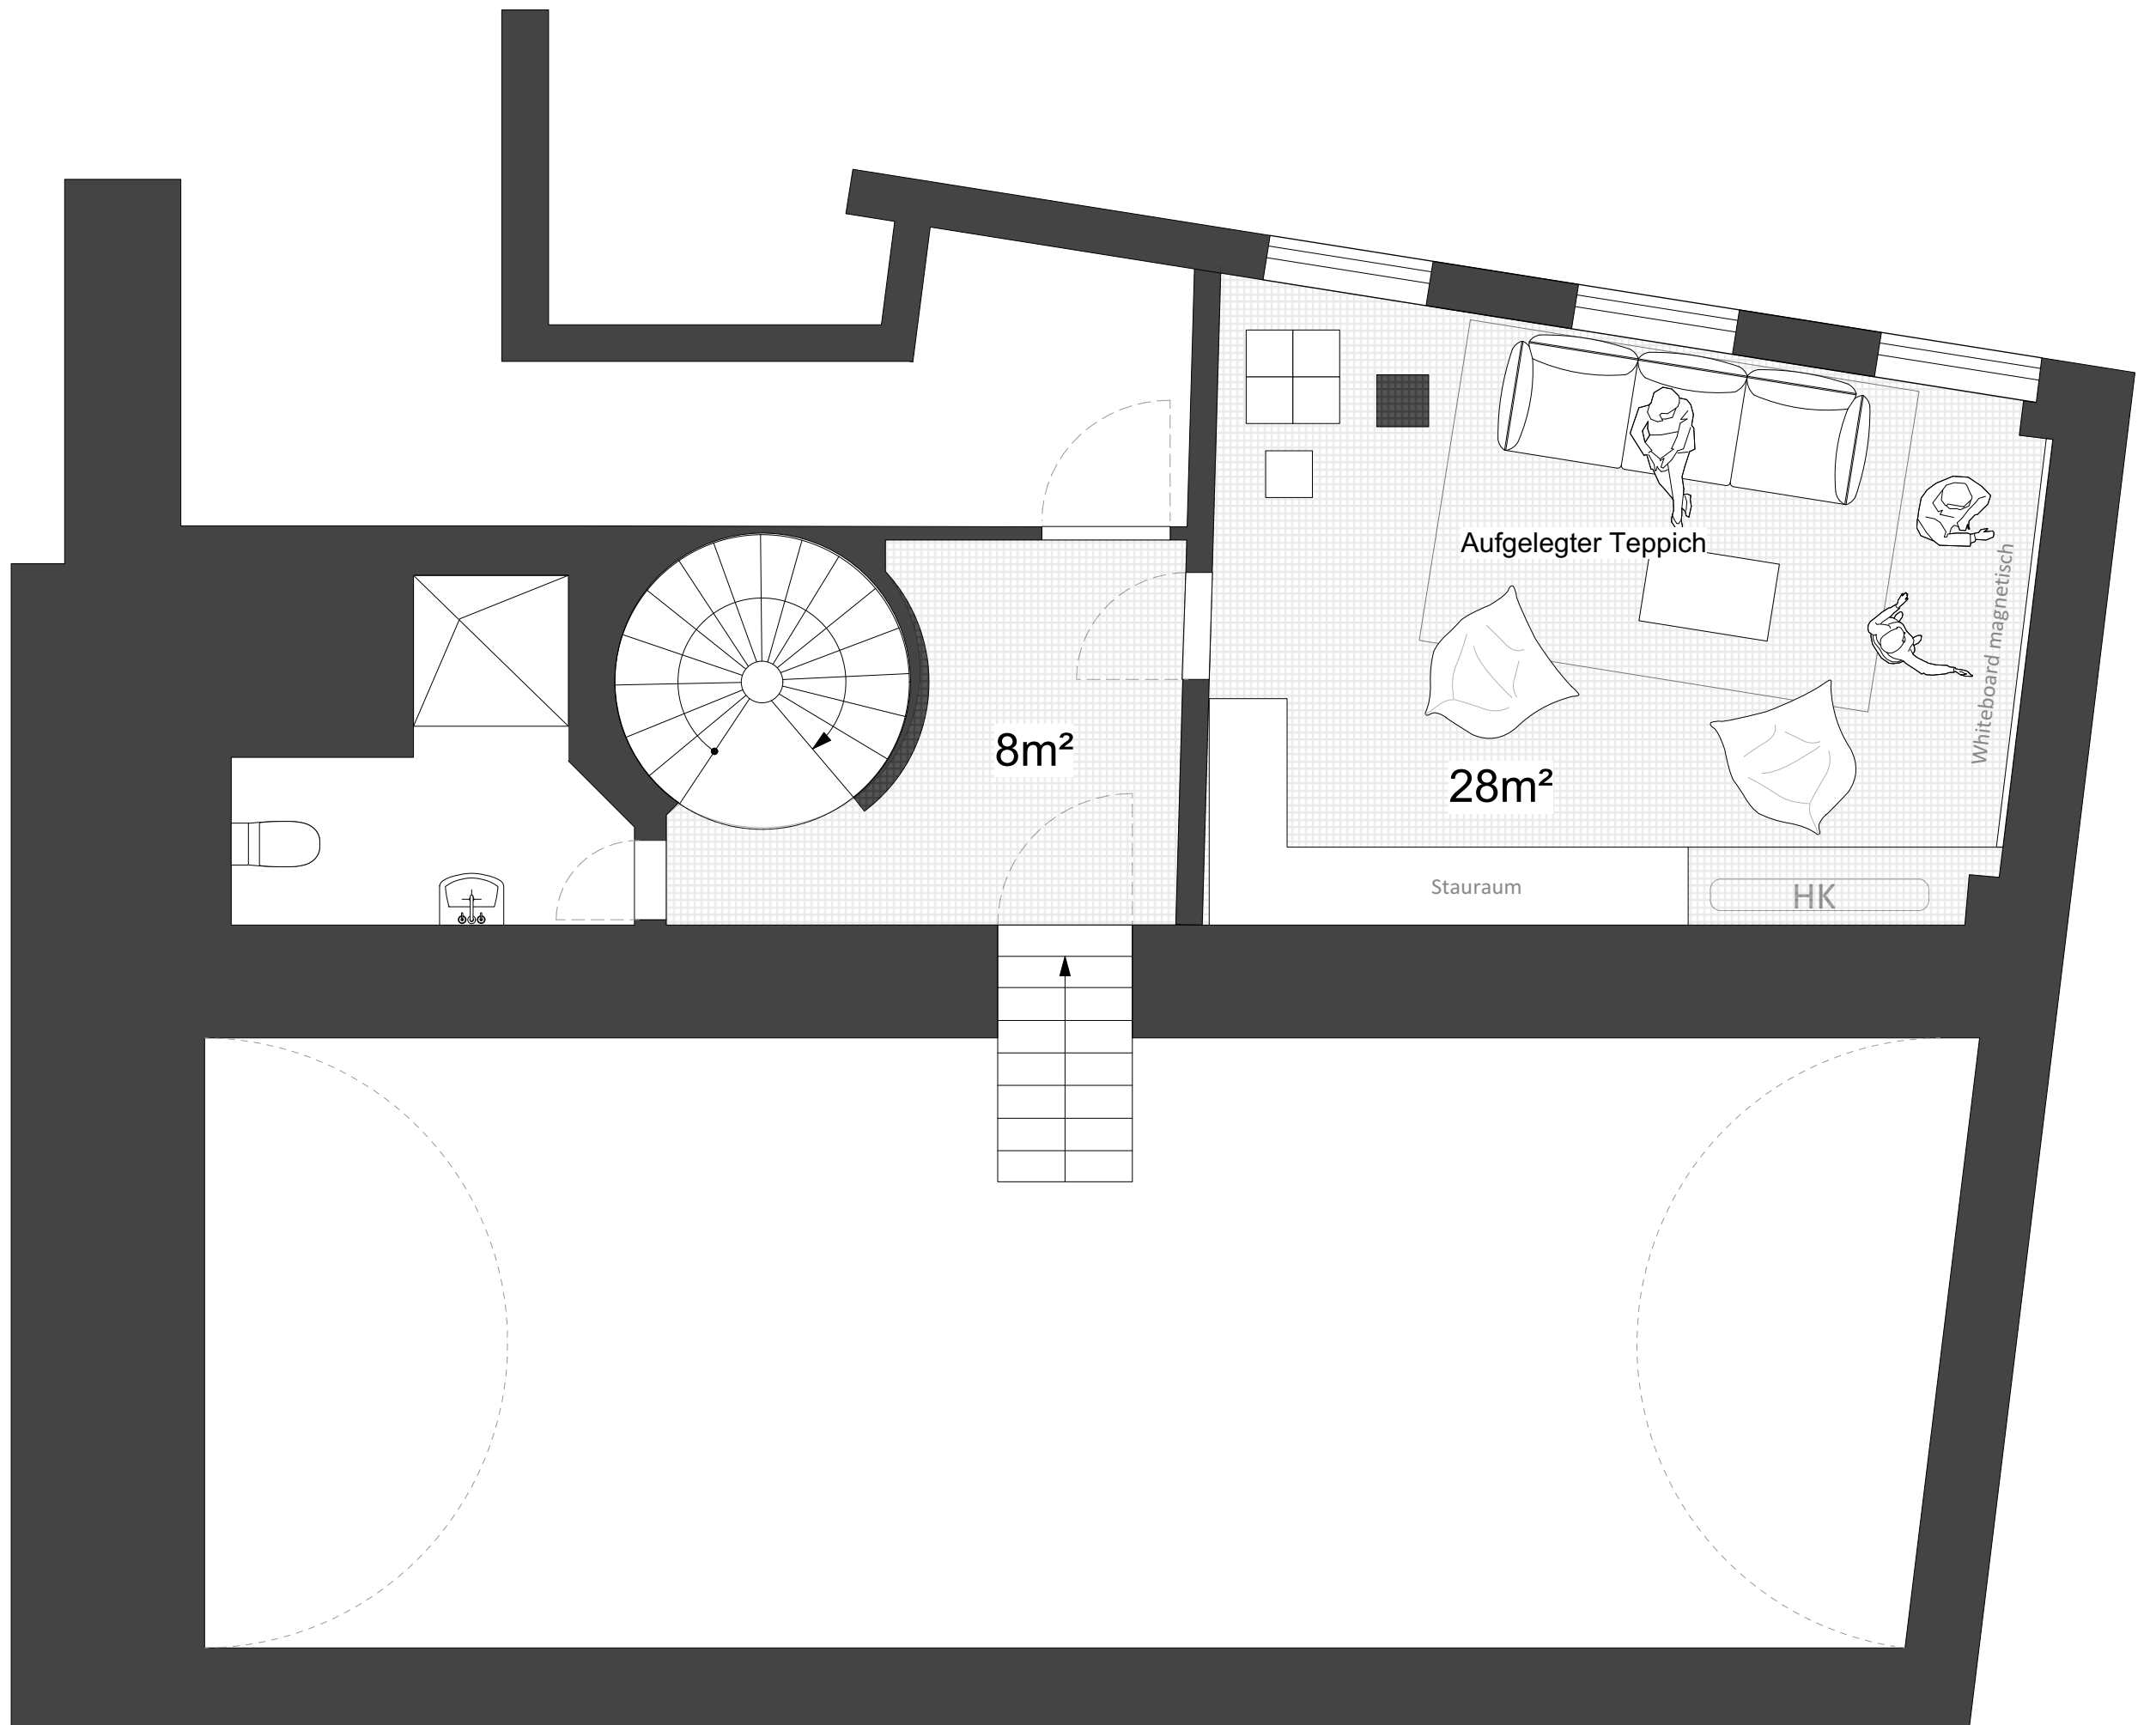 Aufgelegter Teppich
Whiteboard magnetisch
8m²
28m²
Stauraum
HK